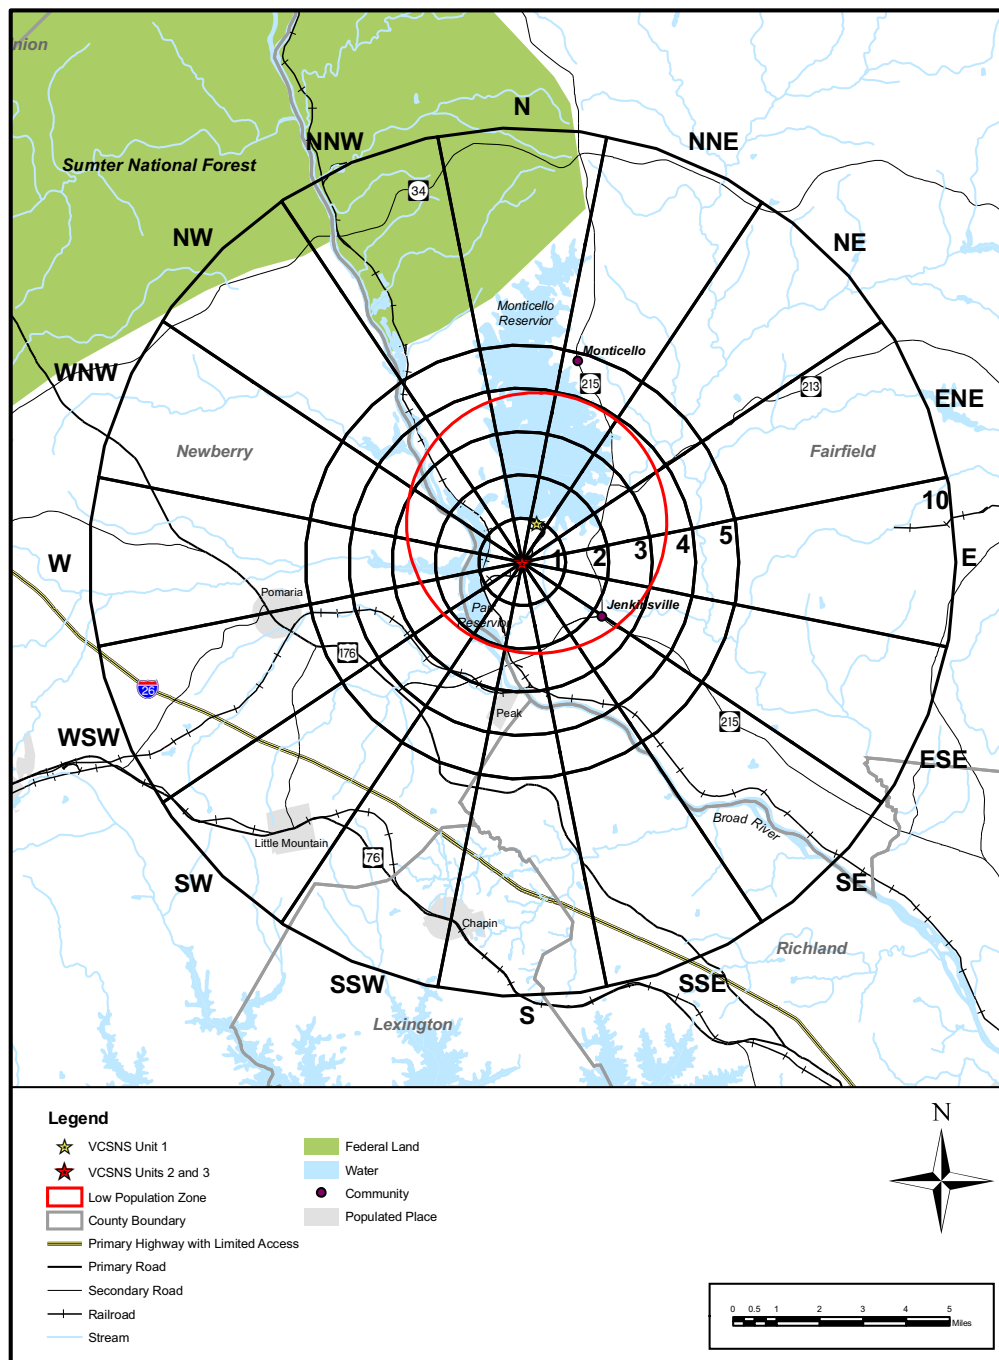 nion
N
NNW
NNE
Sumter National Forest
34
NW
NE
Monticello
Reservior
Monticello
WNW
215
213
ENE
Newberry
Fairfield
10
W
1
2
3
4
5
E
Pomaria
Jenkinsville
Par
Reservior
176
26
Peak
215
WSW
ESE
Broad River
Little Mountain
76
SW
SE
Chapin
Richland
SSW
SSE
S
Lexington
Legend
VCSNS Unit 1
VCSNS Units 2 and 3
Low Population Zone
County Boundary
Primary Highway with Limited Access
Primary Road
Secondary Road
Railroad
Stream
Federal Land
Water
Community
Populated Place
N
0 0.5 1 2 3 4 5
Miles